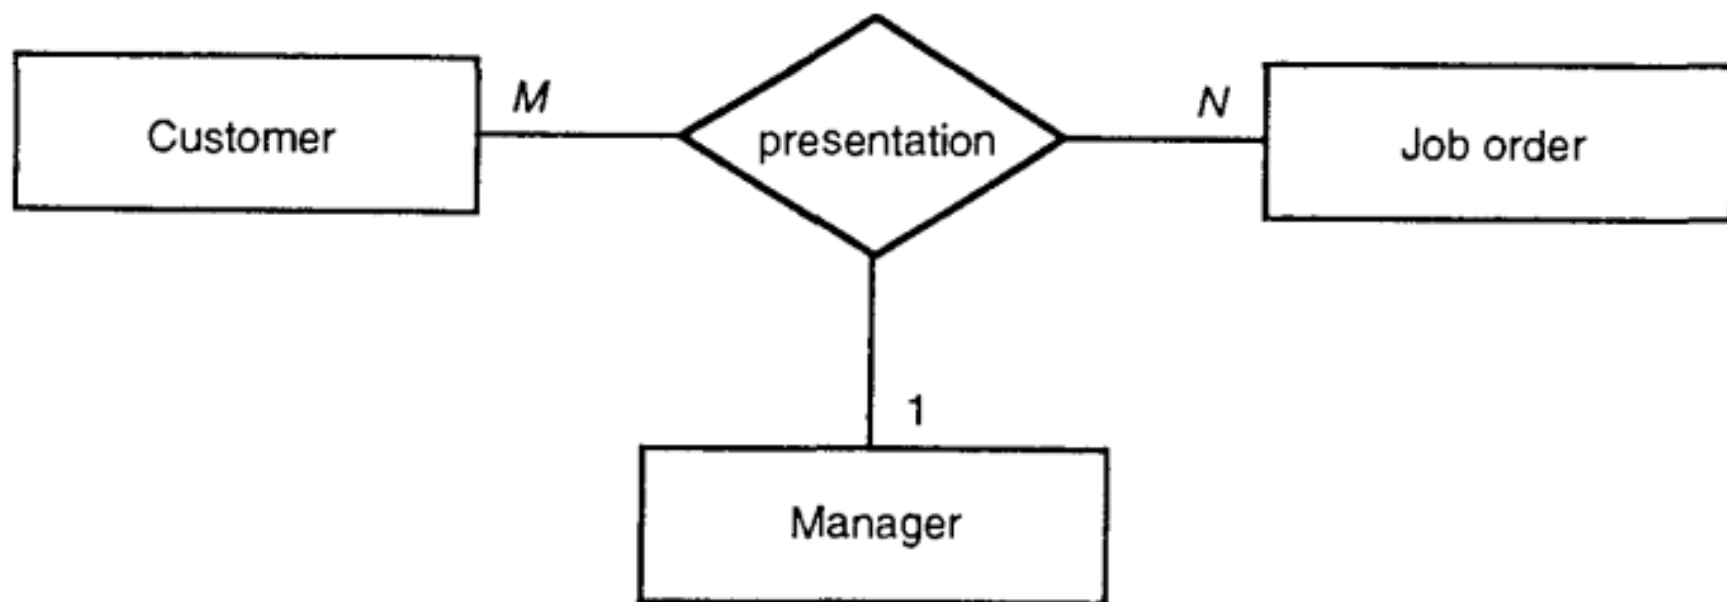 M
N
Customer
presentation
Job order
1
Manager